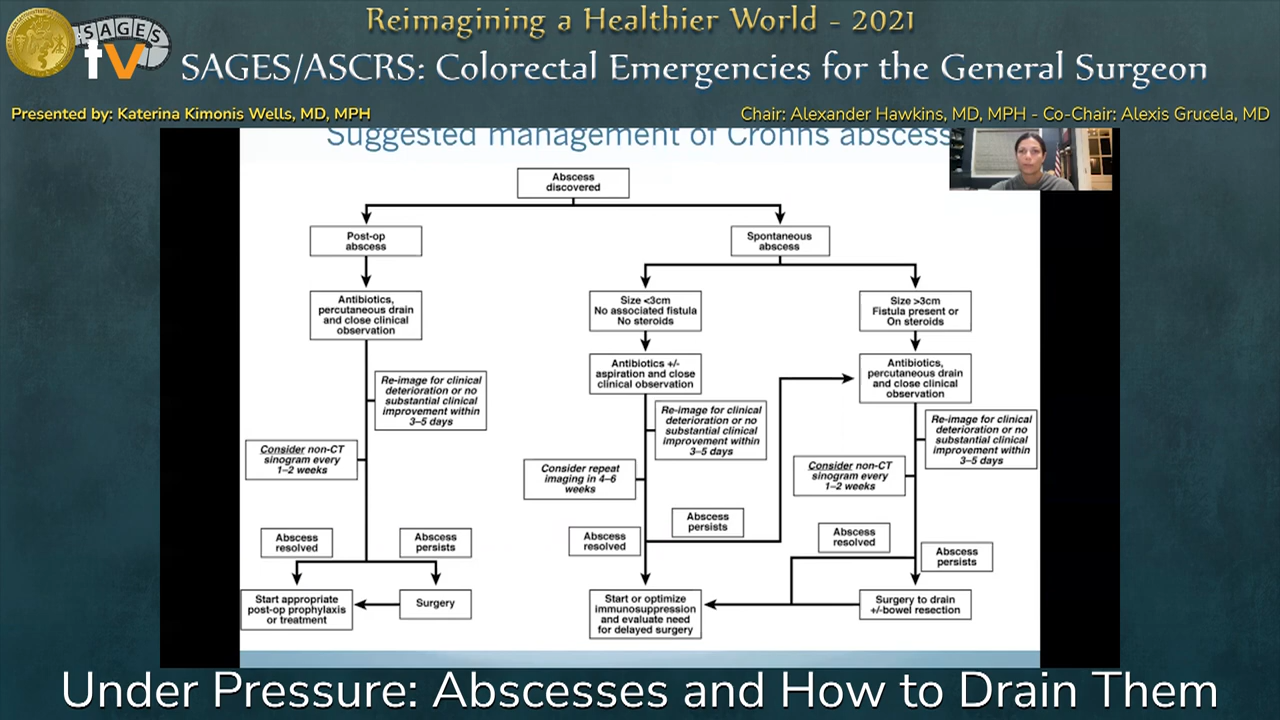 Reimagining a Healthier World - 2021
SAGES
tv
SAGES/ASCRS: Colorectal Emergencies for the General Surgeon
Presented by: Katerina Kimonis Wells, MD, MPH
Chair: Alexander Hawkins, MD, MPH - Co-Chair: Alexis Grucela, MD
Suggested management of Crohns abscess
Abscess
discovered
Post-op
abscess
Spontaneous
abscess
Antibiotics,
percutaneous drain
and close clinical
observation
Size <3cm
No associated fistula
No steroids
Size >3cm
Fistula present or
On steroids
Antibiotics +/-
aspiration and close
clinical observation
Antibiotics,
percutaneous drain
and close clinical
observation
Re-image for clinical
deterioration or no
substantial clinical
improvement within
3–5 days
Re-image for clinical
deterioration or no
substantial clinical
improvement within
3–5 days
Re-image for clinical
deterioration or no
substantial clinical
improvement within
3–5 days
Consider non-CT
sinogram every
1–2 weeks
Consider repeat
imaging in 4–6
weeks
Consider non-CT
sinogram every
1–2 weeks
Abscess
resolved
Abscess
persists
Abscess
resolved
Abscess
persists
Abscess
resolved
Abscess
persists
Start appropriate
post-op prophylaxis
or treatment
Surgery
Start or optimize
immunosuppression
and evaluate need
for delayed surgery
Surgery to drain
+/-bowel resection
Under Pressure: Abscesses and How to Drain Them